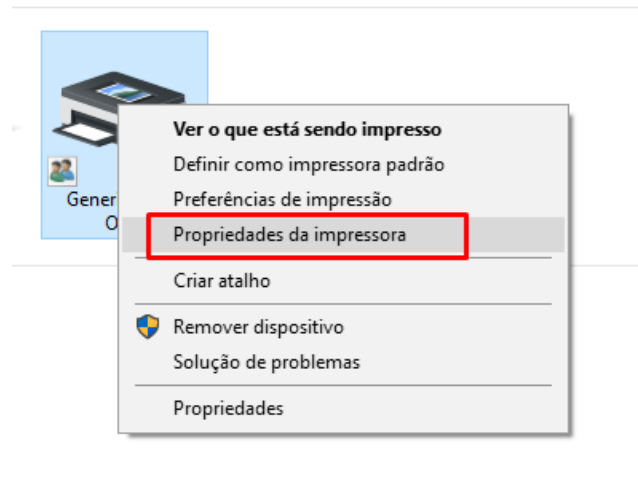 Ver o que está sendo impresso
Definir como impressora padrão
Gener
Preferências de impressão
O
Propriedades da impressora
Criar atalho
Remover dispositivo
Solução de problemas
Propriedades